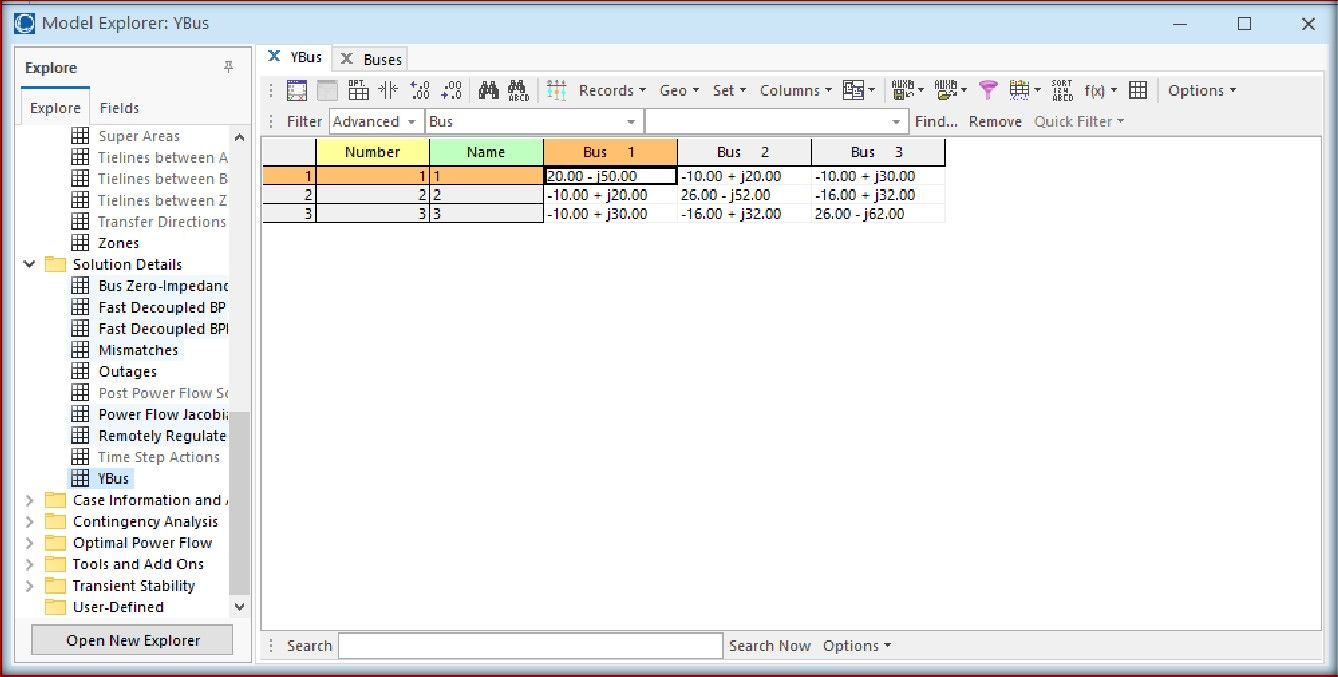 Model Explorer: YBus
Explore
Explore Fields
Super Areas
Tielines between A
Tielines between B
Tielines between Z
Transfer Directions
Zones
Solution Details
Bus Zero-Impedanc
Fast Decoupled BP
Fast Decoupled BPI
Mismatches
Outages
Post Power Flow So
Power Flow Jacobia
Remotely Regulate
Time Step Actions
YBus
Case Information and A
Contingency Analysis
Optimal Power Flow
Tools and Add Ons
Transient Stability
User-Defined
Open New Explorer
YBus Buses
Records Geo Set Columns AUXB AUXB SORT 124 ABCD f(x) Options
Filter Advanced Bus Find... Remove Quick Filter
Number Name Bus 1 Bus 2 Bus 3
1 1 1 20.00 - j50.00 -10.00 + j20.00 -10.00 + j30.00
2 2 2 -10.00 + j20.00 26.00 - j52.00 -16.00 + j32.00
3 3 3 -10.00 + j30.00 -16.00 + j32.00 26.00 - j62.00
Search Search Now Options